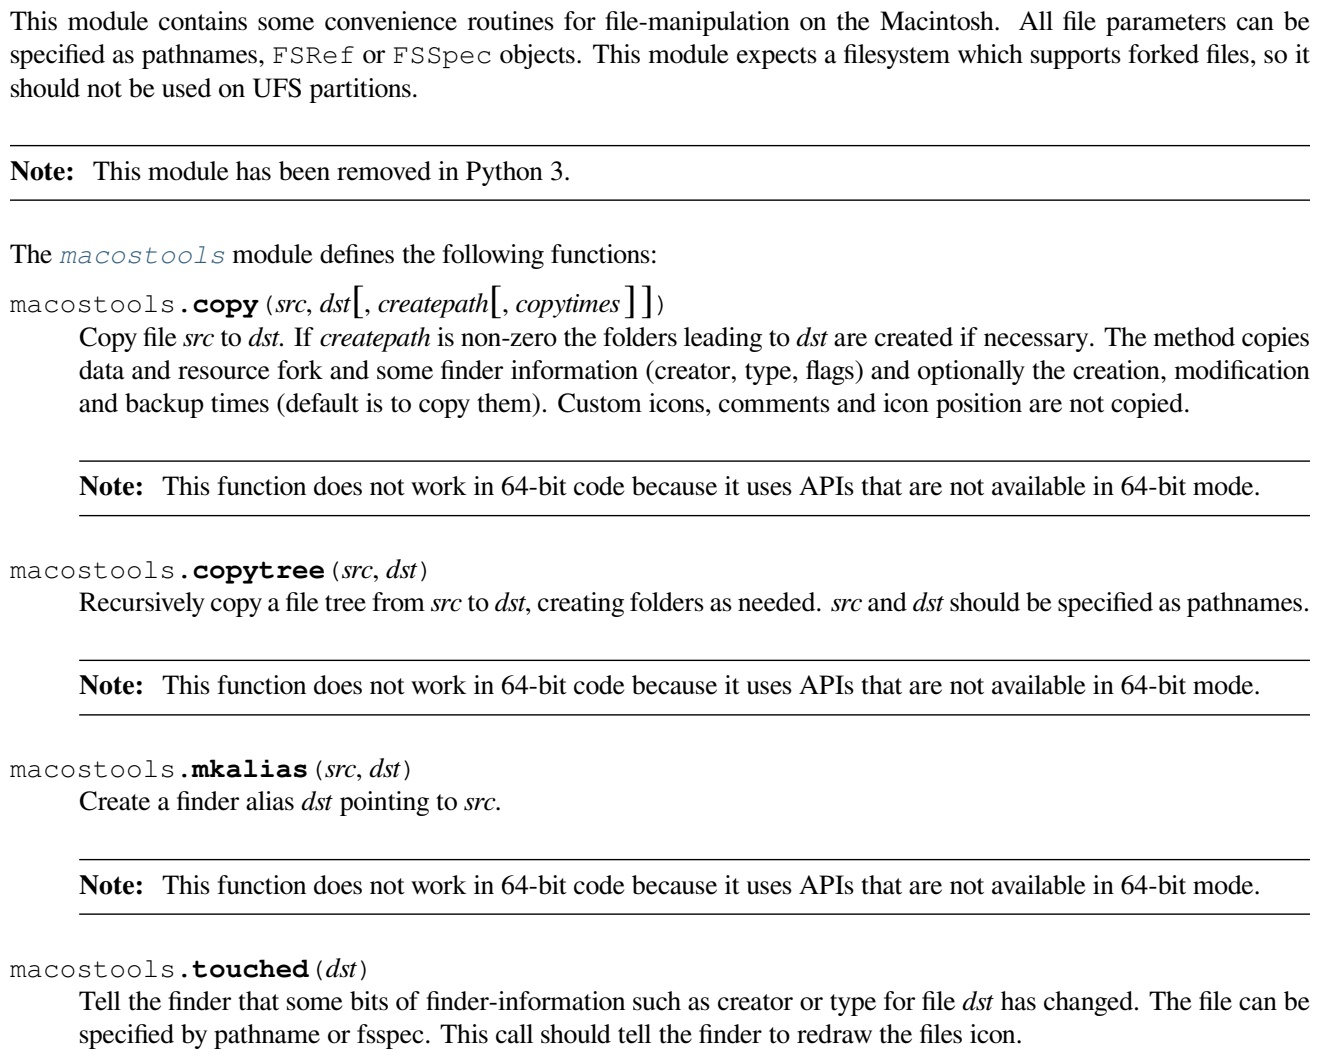 This module contains some convenience routines for file-manipulation on the Macintosh. All file parameters can be
specified as pathnames, FSRef or FSSpec objects. This module expects a filesystem which supports forked files, so it
should not be used on UFS partitions.
Note: This module has been removed in Python 3.
The macostools module defines the following functions:
macostools.copy(src, dst[, createpath[, copytimes]])
Copy file src to dst. If createpath is non-zero the folders leading to dst are created if necessary. The method copies
data and resource fork and some finder information (creator, type, flags) and optionally the creation, modification
and backup times (default is to copy them). Custom icons, comments and icon position are not copied.
Note: This function does not work in 64-bit code because it uses APIs that are not available in 64-bit mode.
macostools.copytree(src, dst)
Recursively copy a file tree from src to dst, creating folders as needed. src and dst should be specified as pathnames.
Note: This function does not work in 64-bit code because it uses APIs that are not available in 64-bit mode.
macostools.mkalias(src, dst)
Create a finder alias dst pointing to src.
Note: This function does not work in 64-bit code because it uses APIs that are not available in 64-bit mode.
macostools.touched(dst)
Tell the finder that some bits of finder-information such as creator or type for file dst has changed. The file can be
specified by pathname or fsspec. This call should tell the finder to redraw the files icon.